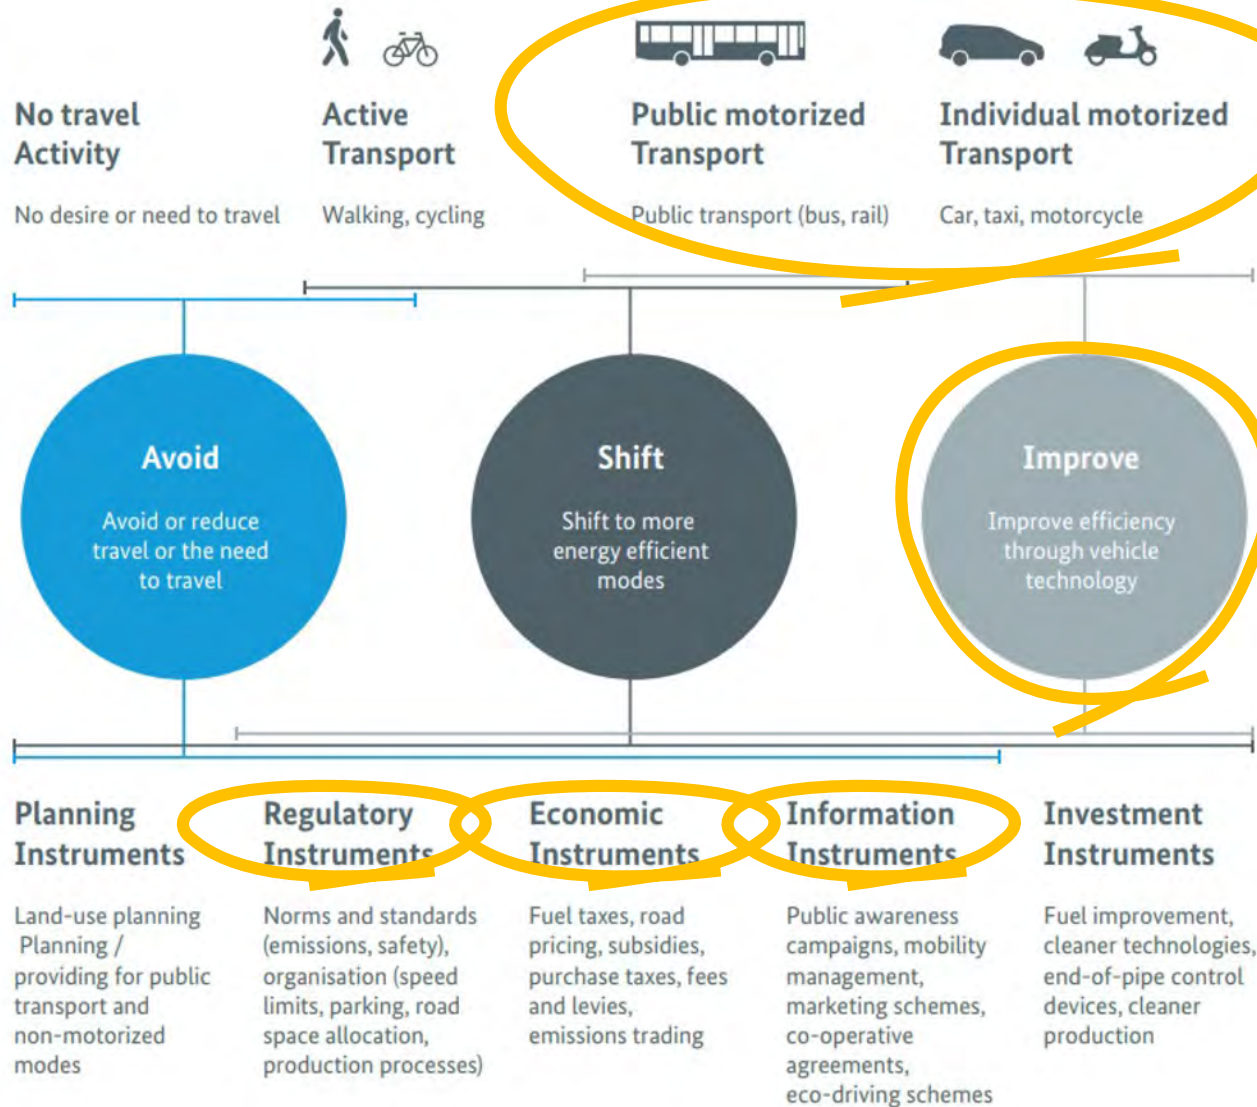 No travel
Activity
No desire or need to travel
Active
Transport
Walking, cycling
Public motorized
Transport
Public transport (bus, rail)
Individual motorized
Transport
Car, taxi, motorcycle
Avoid
Avoid or reduce
travel or the need
to travel
Shift
Shift to more
energy efficient
modes
Improve
Improve efficiency
through vehicle
technology
Planning
Instruments
Land-use planning
Planning /
providing for public
transport and
non-motorized
modes
Regulatory
Instruments
Norms and standards
(emissions, safety),
organisation (speed
limits, parking, road
space allocation,
production processes)
Economic
Instruments
Fuel taxes, road
pricing, subsidies,
purchase taxes, fees
and levies,
emissions trading
Information
Instruments
Public awareness
campaigns, mobility
management,
marketing schemes,
co-operative
agreements,
eco-driving schemes
Investment
Instruments
Fuel improvement,
cleaner technologies,
end-of-pipe control
devices, cleaner
production